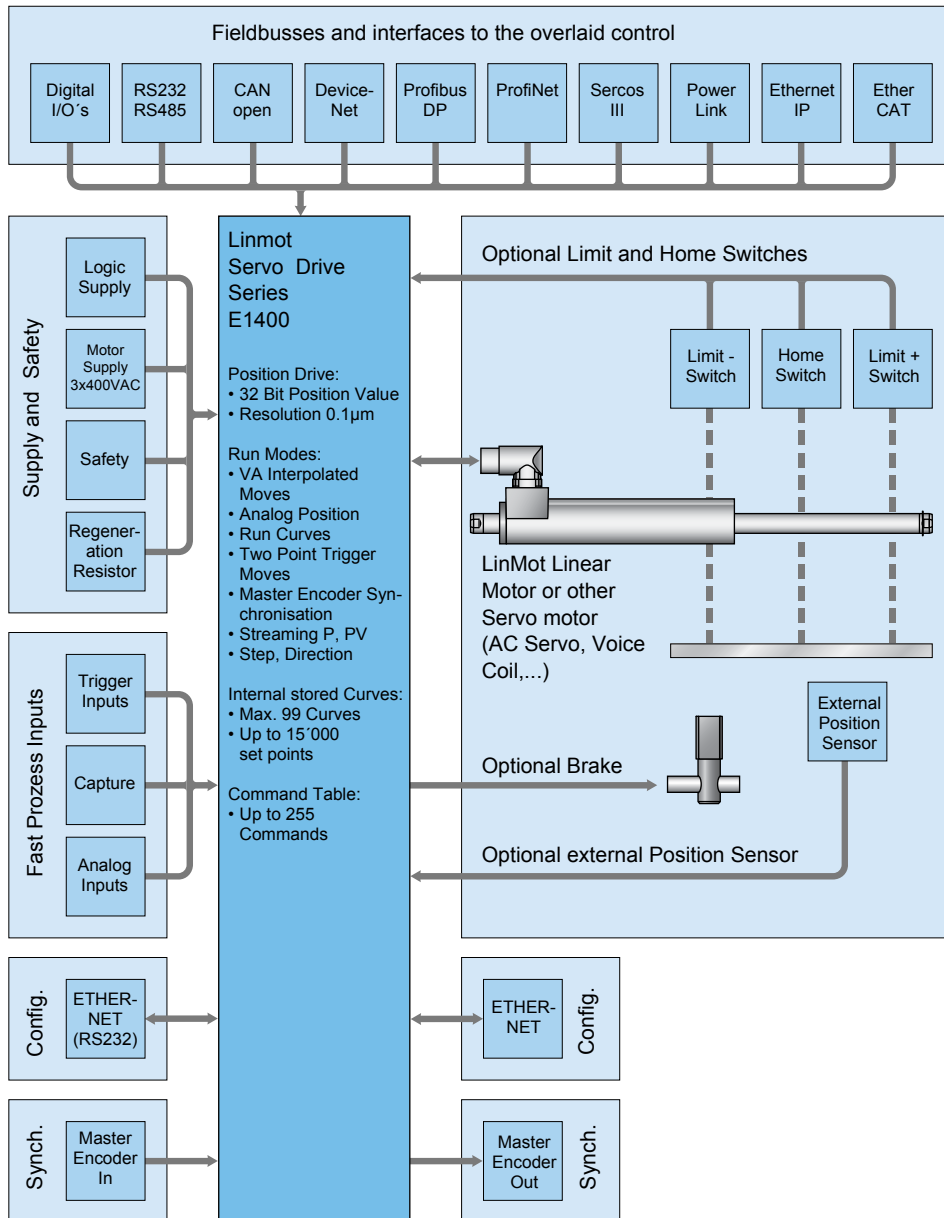 Fieldbusses and interfaces to the overlaid control
Digital
I/O´s
RS232
RS485
CAN
open
Device-
Net
Profibus
DP
ProfiNet
Sercos
III
Power
Link
Ethernet
IP
Ether
CAT
Supply and Safety
Logic
Supply
Motor
Supply
3x400VAC
Safety
Regener-
ation
Resistor
Fast Prozess Inputs
Trigger
Inputs
Capture
Analog
Inputs
Config.
ETHER-
NET
(RS232)
Synch.
Master
Encoder
In
Linmot
Servo Drive
Series
E1400
Position Drive:
• 32 Bit Position Value
• Resolution 0.1µm
Run Modes:
• VA Interpolated
Moves
• Analog Position
• Run Curves
• Two Point Trigger
Moves
• Master Encoder Syn-
chronisation
• Streaming P, PV
• Step, Direction
Internal stored Curves:
• Max. 99 Curves
• Up to 15´000
set points
Command Table:
• Up to 255
Commands
Optional Limit and Home Switches
Limit -
Switch
Home
Switch
Limit +
Switch
LinMot Linear
Motor or other
Servo motor
(AC Servo, Voice
Coil,...)
External
Position
Sensor
Optional Brake
Optional external Position Sensor
ETHER-
NET
Config.
Master
Encoder
Out
Synch.